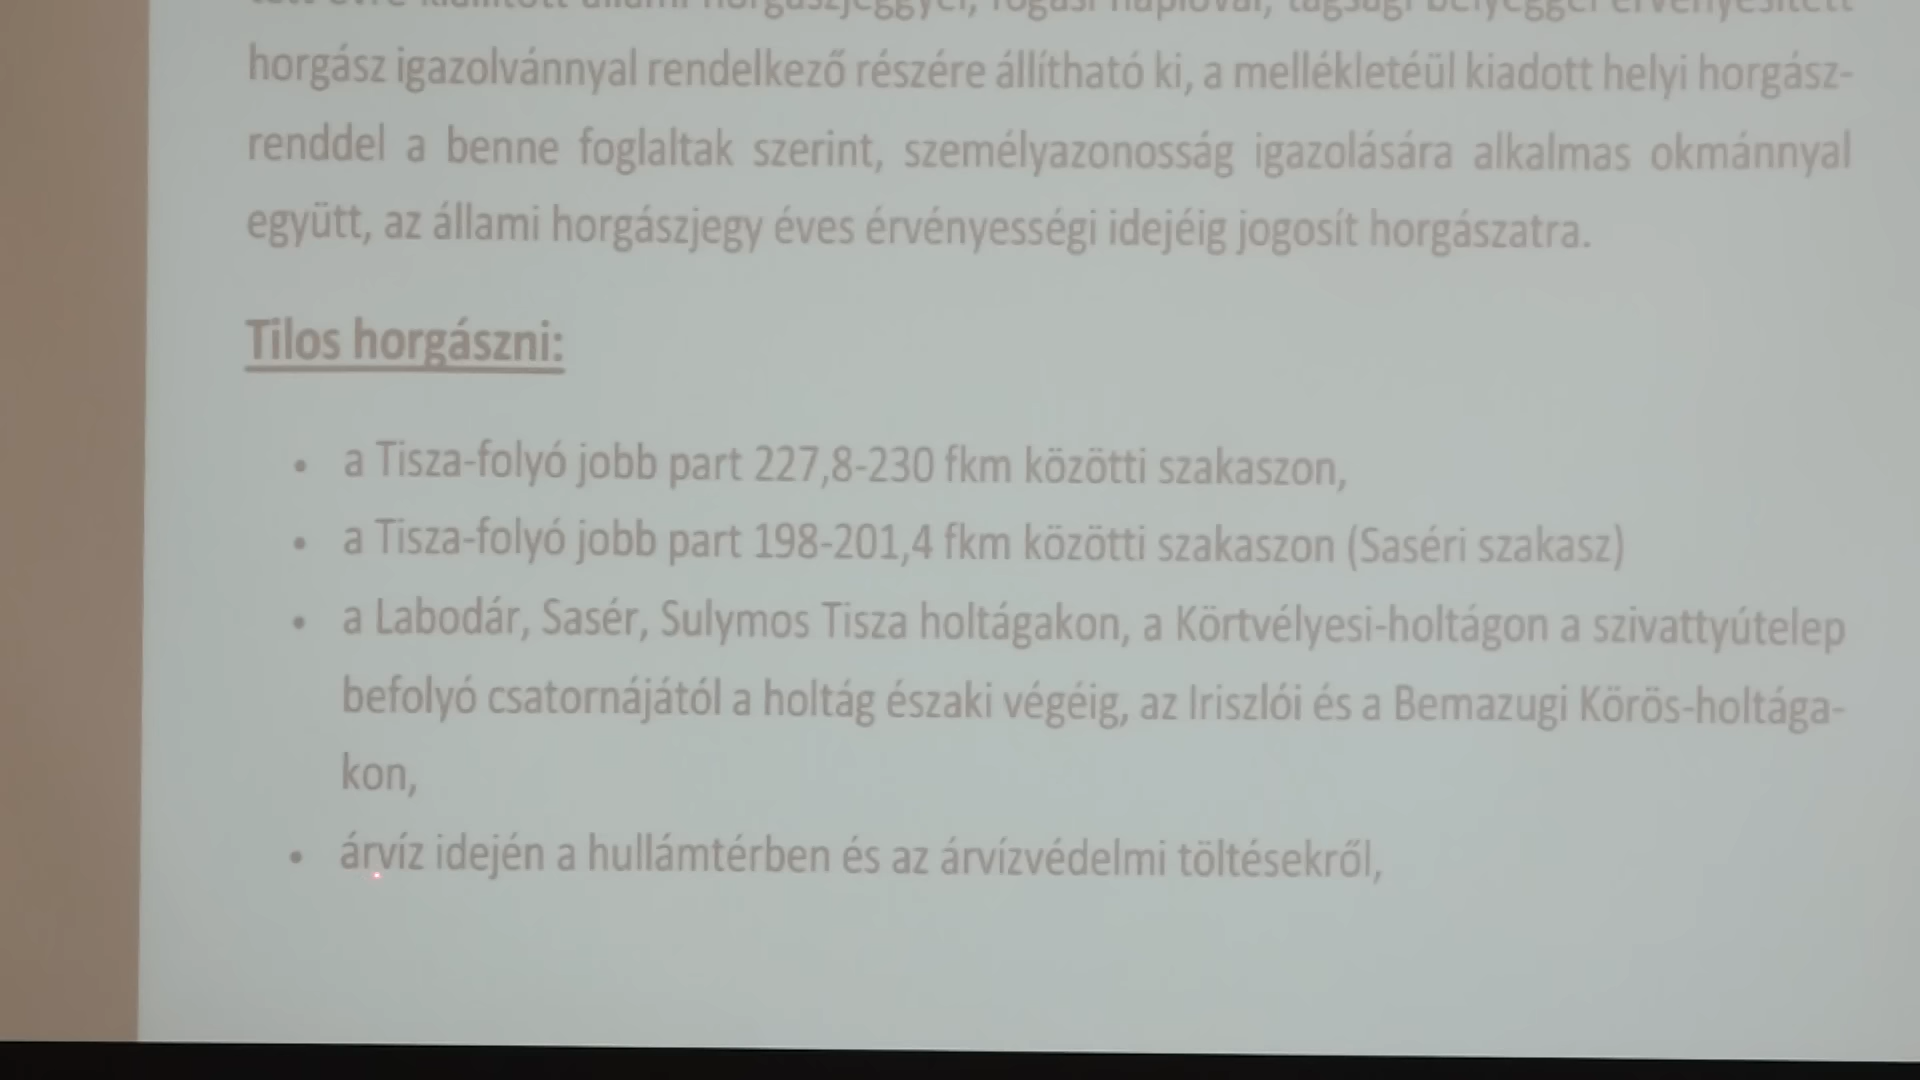 horgász igazolvánnyal rendelkező részére állítható ki, a mellékletéül kiadott helyi horgász-
renddel a benne foglaltak szerint, személyazonosság igazolására alkalmas okmánnyal
együtt, az állami horgászjegy éves érvényességi idejéig jogosít horgászatra.
Tilos horgászni:
• a Tisza-folyó jobb part 227,8-230 fkm közötti szakaszon,
• a Tisza-folyó jobb part 198-201,4 fkm közötti szakaszon (Saséri szakasz)
• a Labodár, Sasér, Sulymos Tisza holtágakon, a Körtvélyesi-holtágon a szivattyútelep
befolyó csatornájától a holtág északi végéig, az Iriszlói és a Bemazugi Körös-holtága-
kon,
• árvíz idején a hullámtérben és az árvízvédelmi töltésekről,